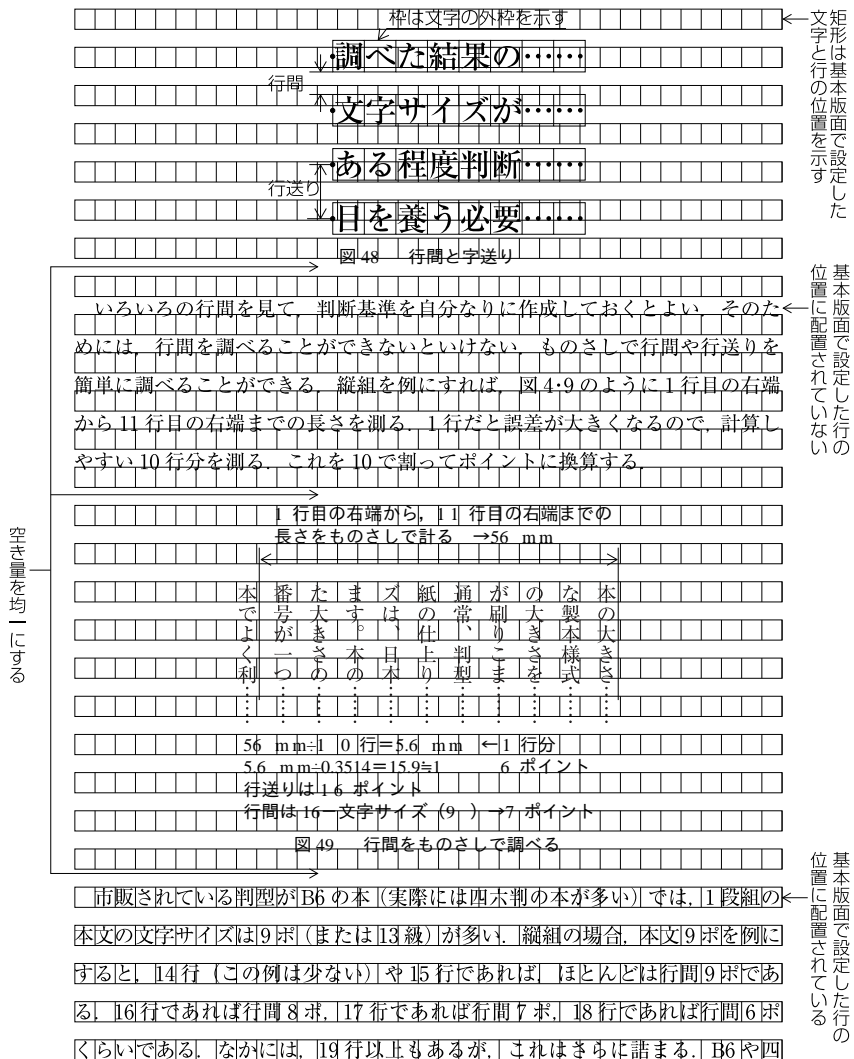 枠は文字の外枠を示す
矩形は基本版面で設定した
文字と行の位置を示す
・調べた結果の……
行間
・文字サイズが……
・ある程度判断……
行送り
・目を養う必要……
図48 行間と字送り
基本版面で設定した行の
位置に配置されていない
いろいろの行間を見て，判断基準を自分なりに作成しておくとよい．そのた
めには，行間を調べることができないといけない．ものさしで行間や行送りを
簡単に調べることができる．縦組を例にすれば，図4・9のように1行目の右端
から11行目の右端までの長さを測る．1行だと誤差が大きくなるので，計算し
やすい10行分を測る．これを10で割ってポイントに換算する．
空き量を均一にする
1 行目の右端から，11 行目の右端までの
長さをものさしで計る →56 mm
本の大きさ……
な製本様式……
の大きさを……
が刷りこま……
通常、判型……
紙の仕上り……
ズは、日本……
ます。本の……
た大きさの……
番号が一つ……
本でよく利……
56 mm÷1 0 行＝5.6 mm ←1 行分
5.6 mm÷0.3514＝15.9≒1 6 ポイント
行送りは16 ポイント
行間は16－文字サイズ（9 ）→7 ポイント
図49 行間をものさしで調べる
基本版面で設定した行の
位置に配置されている
市販されている判型がB6の本（実際には四六判の本が多い）では，1段組の
本文の文字サイズは9ポ（または13級）が多い．縦組の場合，本文9ポを例に
すると，14行（この例は少ない）や15行であれば，ほとんどは行間9ポであ
る．16行であれば行間8ポ，17行であれば行間7ポ，18行であれば行間6ポ
くらいである．なかには，19行以上もあるが，これはさらに詰まる．B6や四